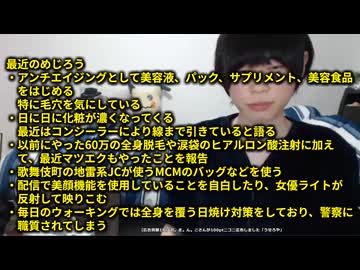 最近のめじろう
・アンチエイジングとして美容液、パック、サプリメント、美容食品
をはじめる
特に毛穴を気にしている
・日に日に化粧が濃くなってくる
最近はコンシーラーにより線まで引きていると語る
・以前にやった60万の全身脱毛や涙袋のヒアルロン酸注射に加え
て、最近マツエクもやったことを報告
・歌舞伎町の地雷系JCが使うMCMのバッグなどを使う
・配信で美顔機能を使用していることを自白したり、女優ライトが
反射して映りこむ
・毎日のウォーキングでは全身を覆う日焼け対策をしており、警察に
職質されてしまう